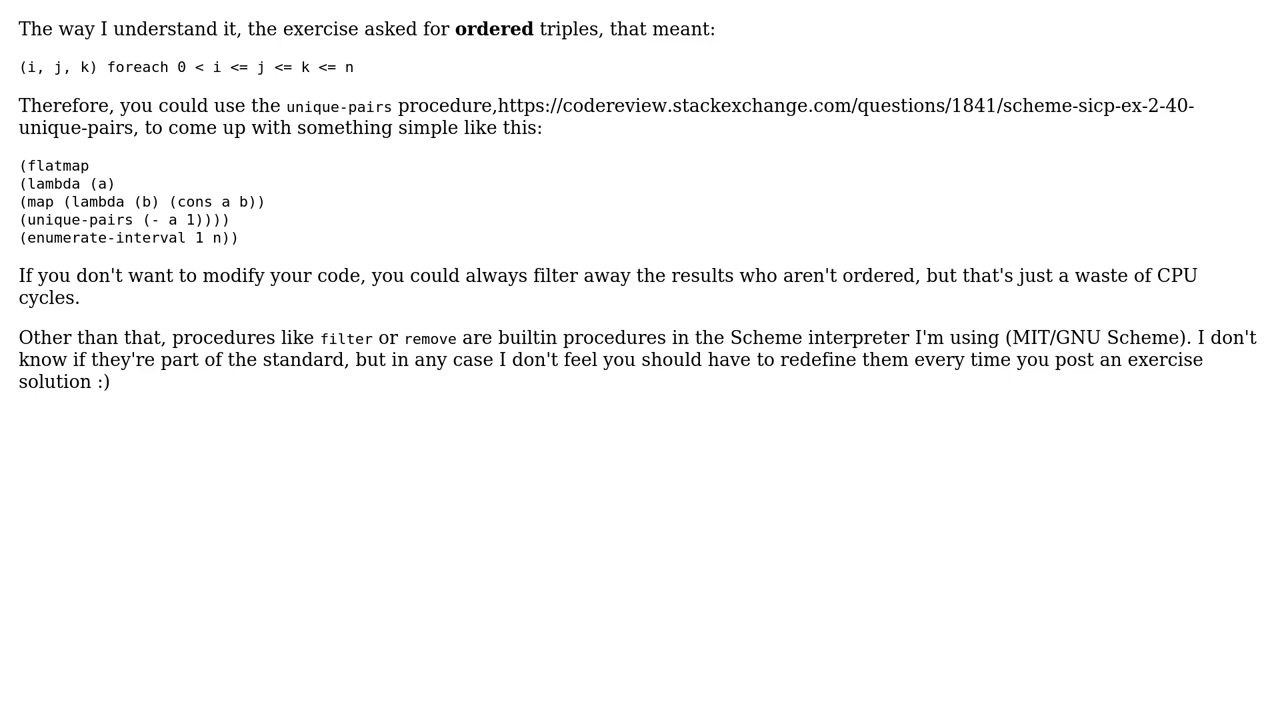 The way I understand it, the exercise asked for ordered triples, that meant:
(i, j, k) foreach 0 < i <= j <= k <= n
Therefore, you could use the unique-pairs procedure,https://codereview.stackexchange.com/questions/1841/scheme-sicp-ex-2-40-
unique-pairs, to come up with something simple like this:
(flatmap
(lambda (a)
(map (lambda (b) (cons a b))
(unique-pairs (- a 1))))
(enumerate-interval 1 n))
If you don't want to modify your code, you could always filter away the results who aren't ordered, but that's just a waste of CPU
cycles.
Other than that, procedures like filter or remove are builtin procedures in the Scheme interpreter I'm using (MIT/GNU Scheme). I don't
know if they're part of the standard, but in any case I don't feel you should have to redefine them every time you post an exercise
solution :)